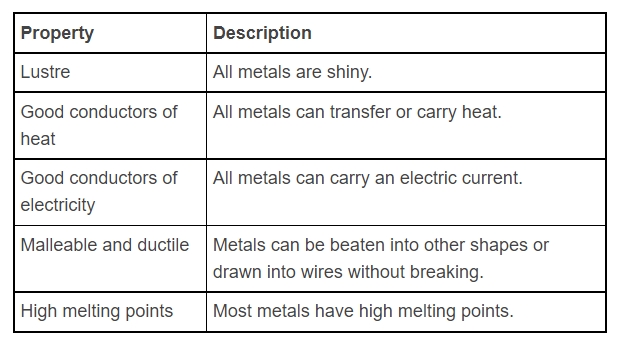 Property Description
Lustre All metals are shiny.
Good conductors of All metals can transfer or carry heat.
heat
Good conductors of All metals can carry an electric current.
electricity
Malleable and ductile Metals can be beaten into other shapes or
drawn into wires without breaking.
High melting points Most metals have high melting points.